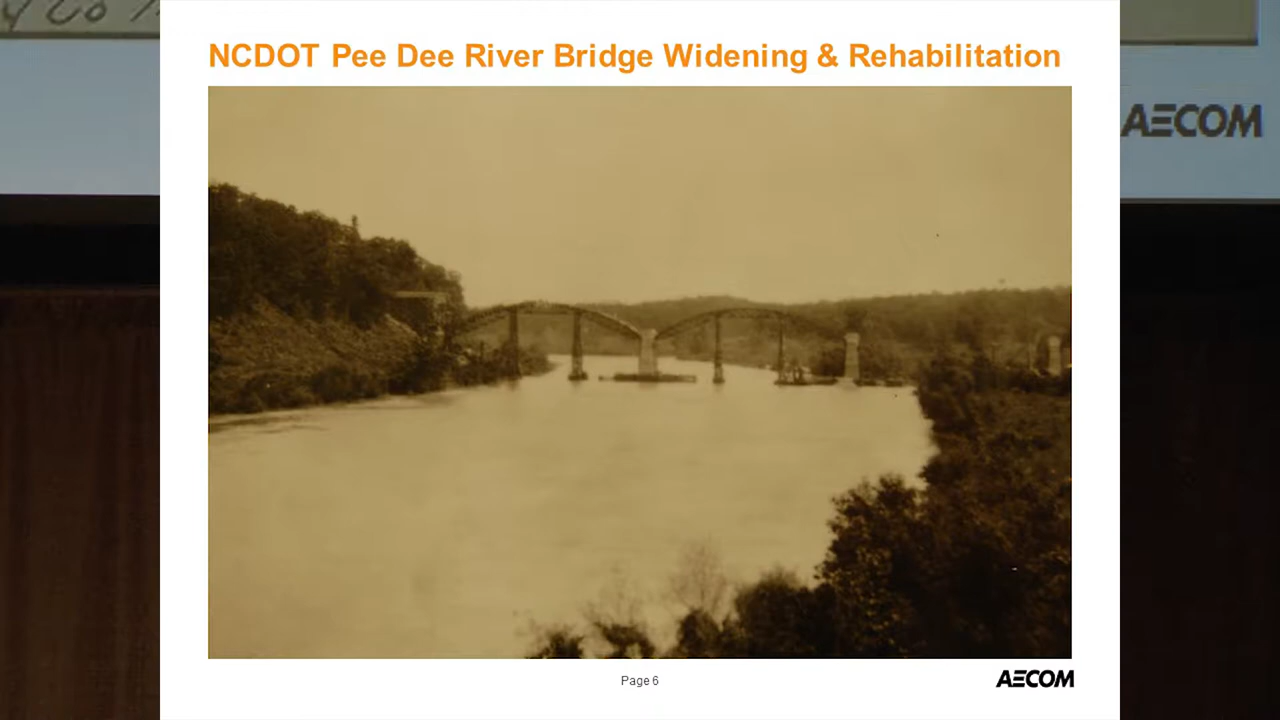 NCDOT Pee Dee River Bridge Widening & Rehabilitation
AECOM
Page 6
AECOM